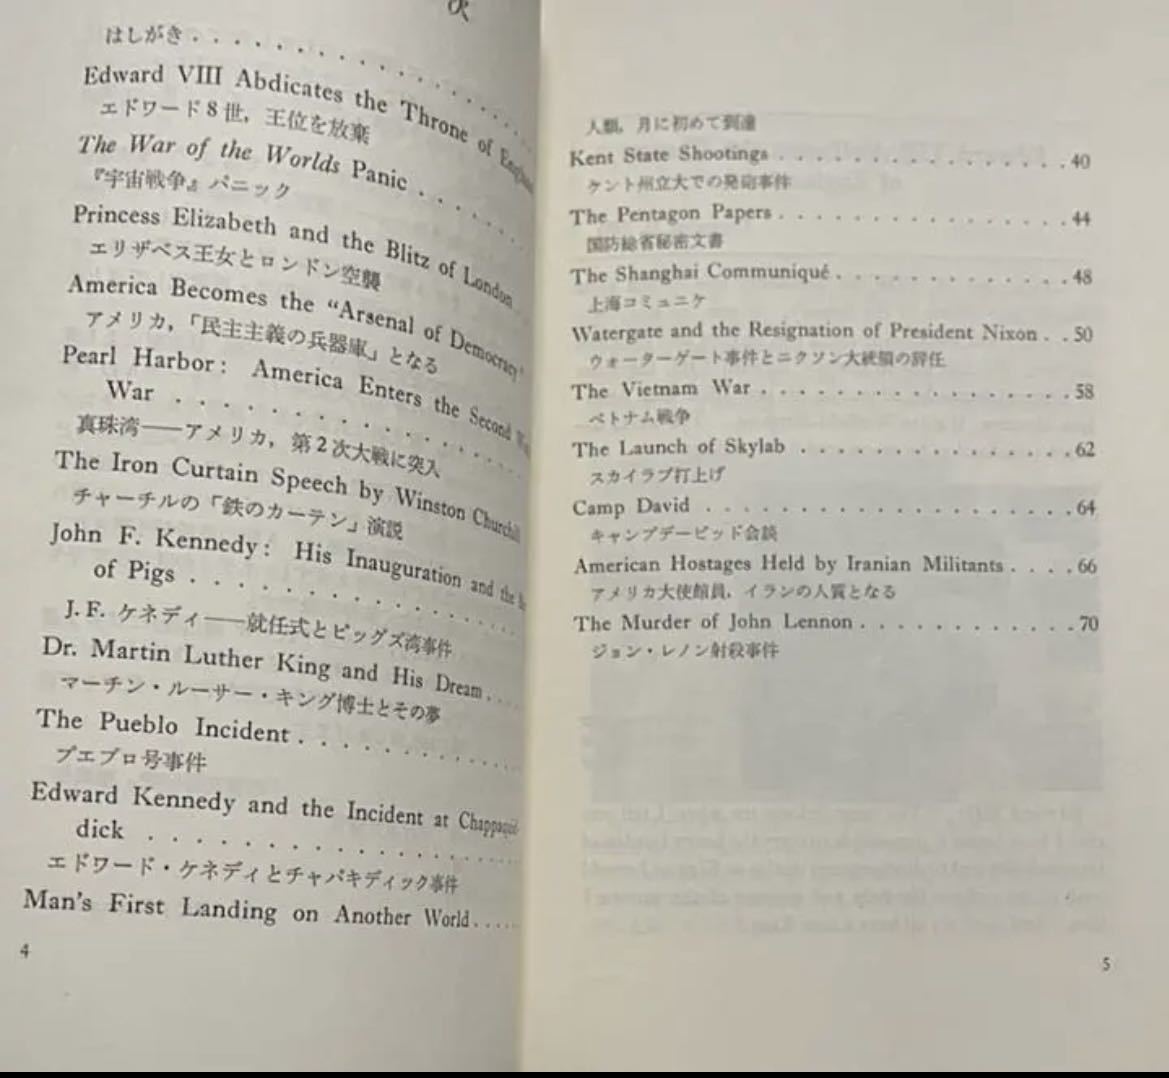 次
はしがき . . . . . . . . . . . . . . . .
Edward VIII Abdicates the Throne of England
エドワード8世，王位を放棄
The War of the Worlds Panic . . . . . . .
『宇宙戦争』パニック
Princess Elizabeth and the Blitz of London . .
エリザベス王女とロンドン空襲
America Becomes the “Arsenal of Democracy”
アメリカ，「民主主義の兵器庫」となる
Pearl Harbor: America Enters the Second
War . . . . . . . . . . . . . . . .
真珠湾——アメリカ，第2次大戦に突入
The Iron Curtain Speech by Winston Churchill
チャーチルの「鉄のカーテン」演説
John F. Kennedy: His Inauguration and the
of Pigs . . . . . . . . . . . . . . .
J. F. ケネディ——就任式とピッグズ湾事件
Dr. Martin Luther King and His Dream . . . .
マーチン・ルーサー・キング博士とその夢
The Pueblo Incident . . . . . . . . . . .
プエブロ号事件
Edward Kennedy and the Incident at Chappaquid-
dick . . . . . . . . . . . . . . . . .
エドワード・ケネディとチャパキディック事件
Man's First Landing on Another World . . . . .
4
人類，月に初めて到達
Kent State Shootings . . . . . . . . . . . . . . . 40
ケント州立大での発砲事件
The Pentagon Papers . . . . . . . . . . . . . . . 44
国防総省秘密文書
The Shanghai Communiqué . . . . . . . . . . . . 48
上海コミュニケ
Watergate and the Resignation of President Nixon . . 50
ウォーターゲート事件とニクソン大統領の辞任
The Vietnam War . . . . . . . . . . . . . . . . 58
ベトナム戦争
The Launch of Skylab . . . . . . . . . . . . . . 62
スカイラブ打上げ
Camp David . . . . . . . . . . . . . . . . . . . 64
キャンプデービッド会談
American Hostages Held by Iranian Militants . . . . 66
アメリカ大使館員，イランの人質となる
The Murder of John Lennon . . . . . . . . . . . . 70
ジョン・レノン射殺事件
5